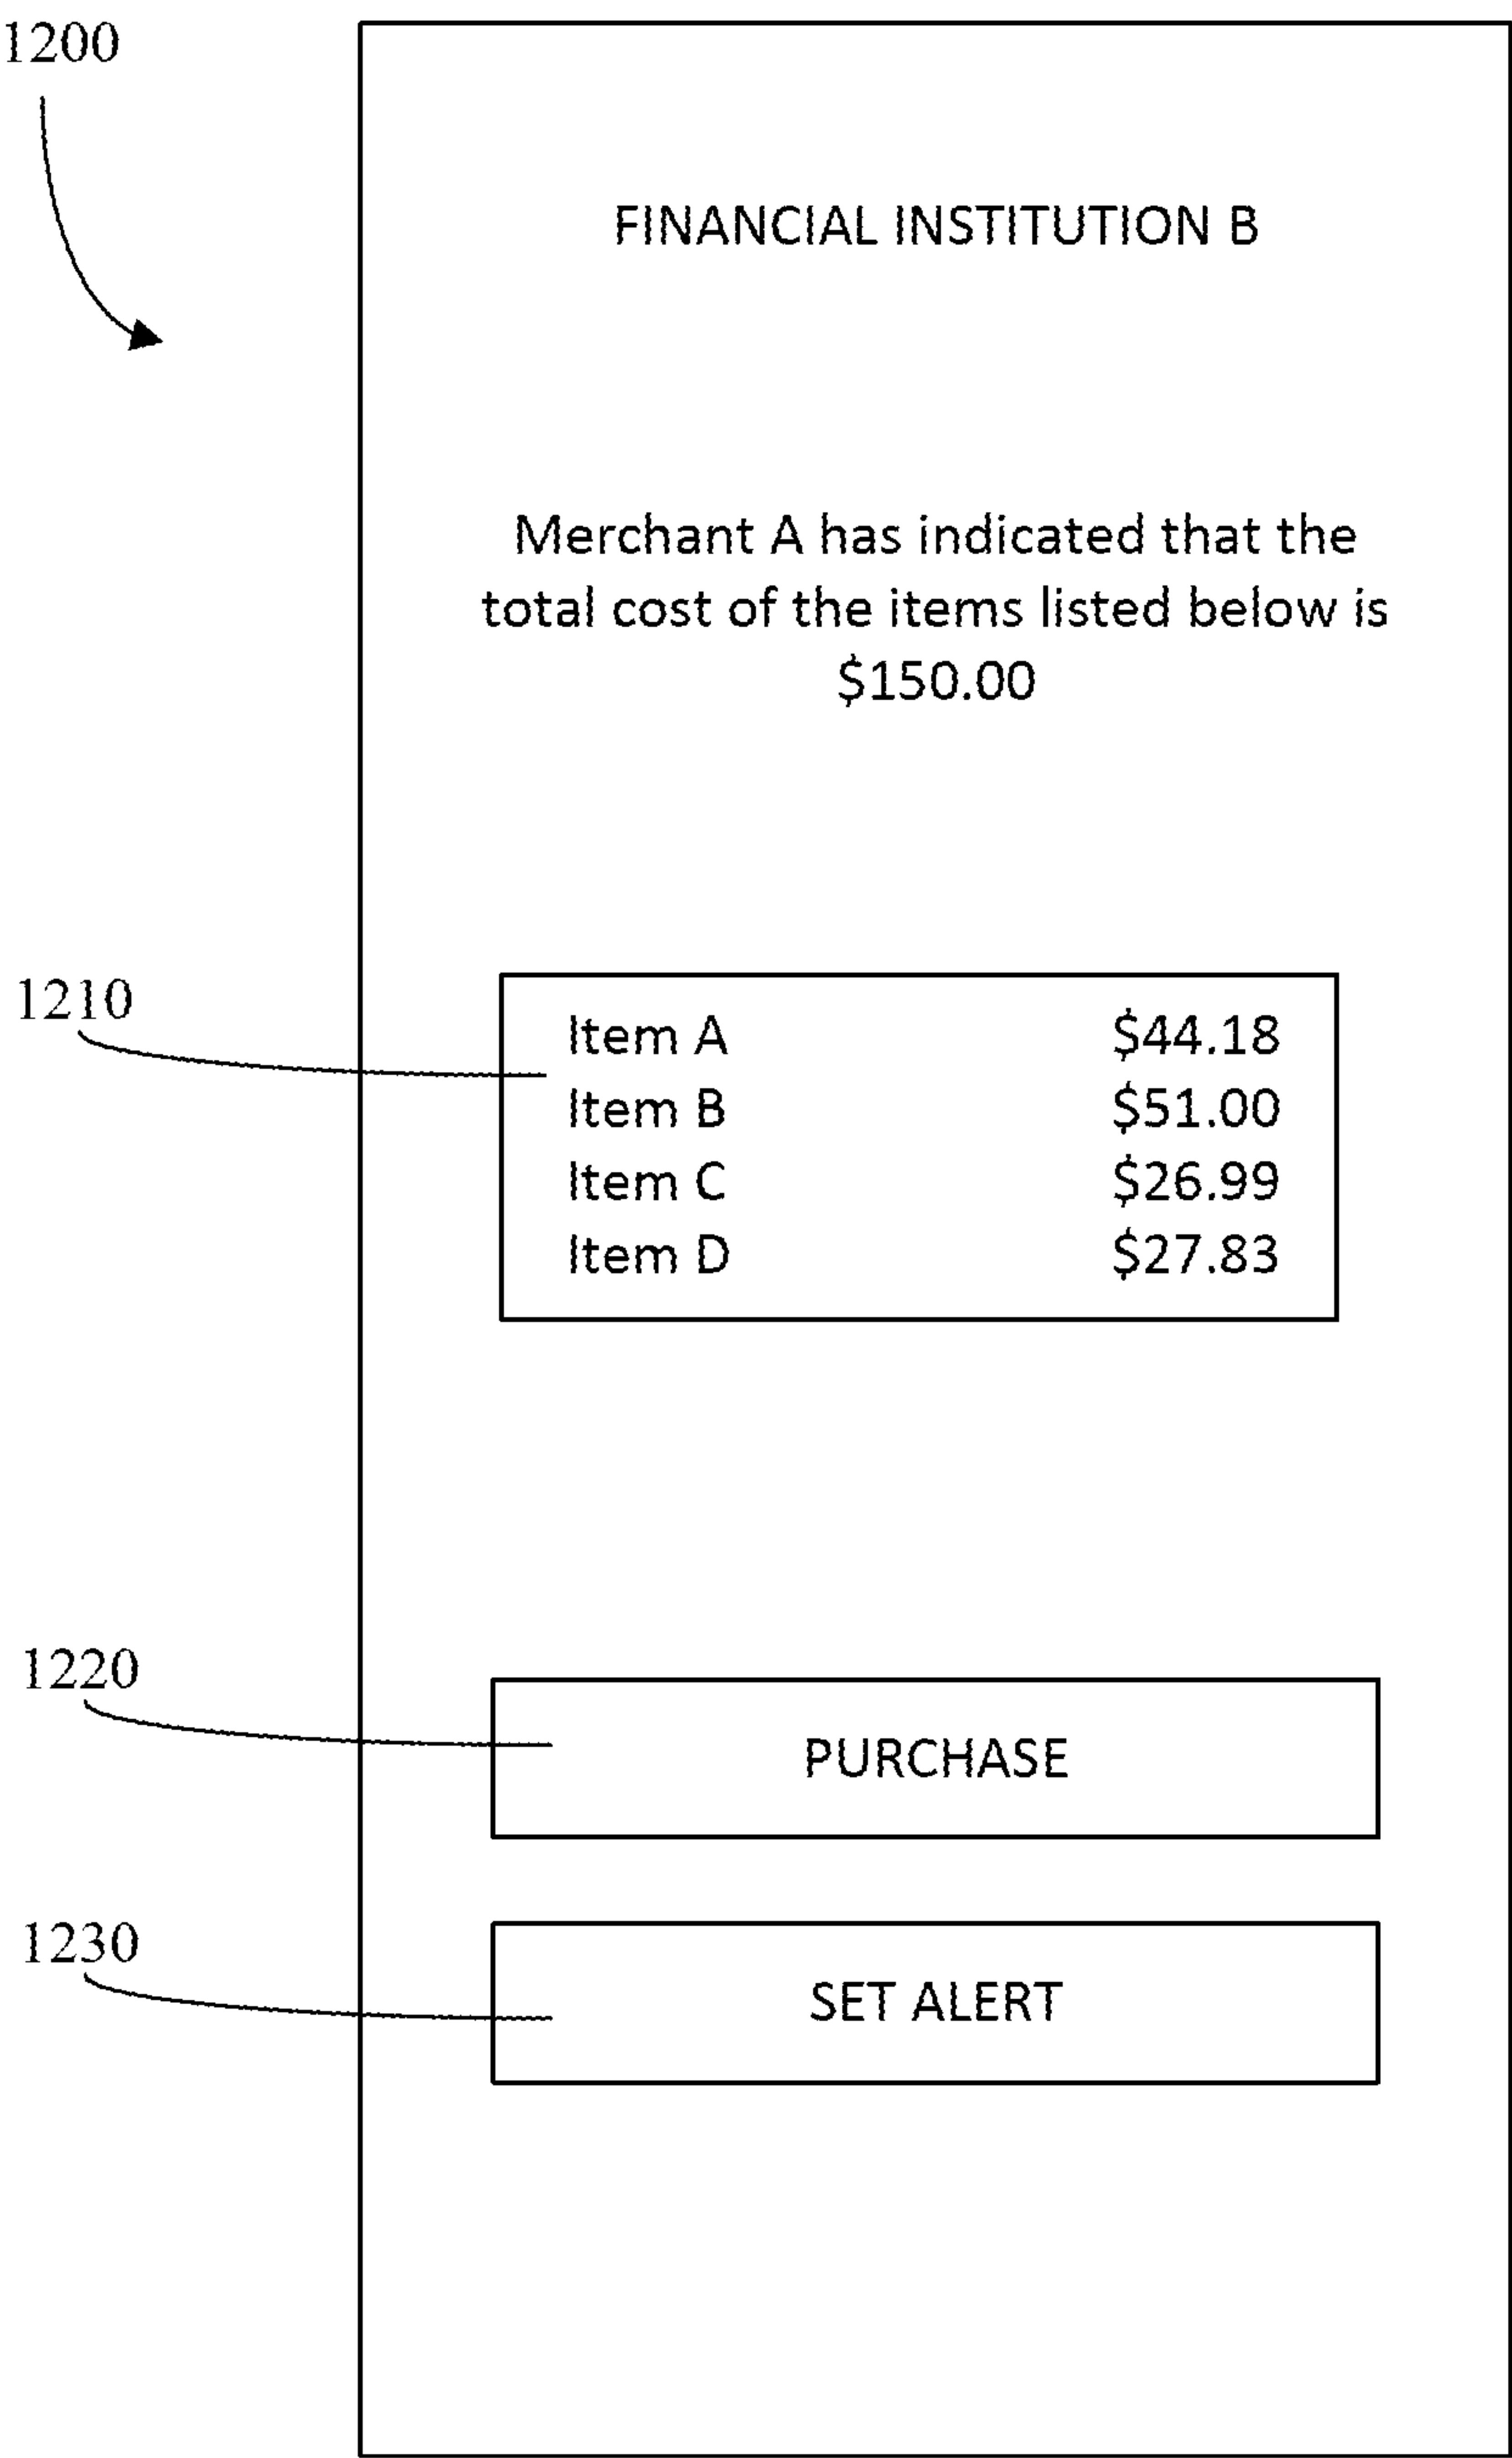 1200
FINANCIAL INSTITUTION B
Merchant A has indicated that the
total cost of the items listed below is
$150.00
1210
Item A $44.18
Item B $51.00
Item C $26.99
Item D $27.83
1220
PURCHASE
1230
SET ALERT